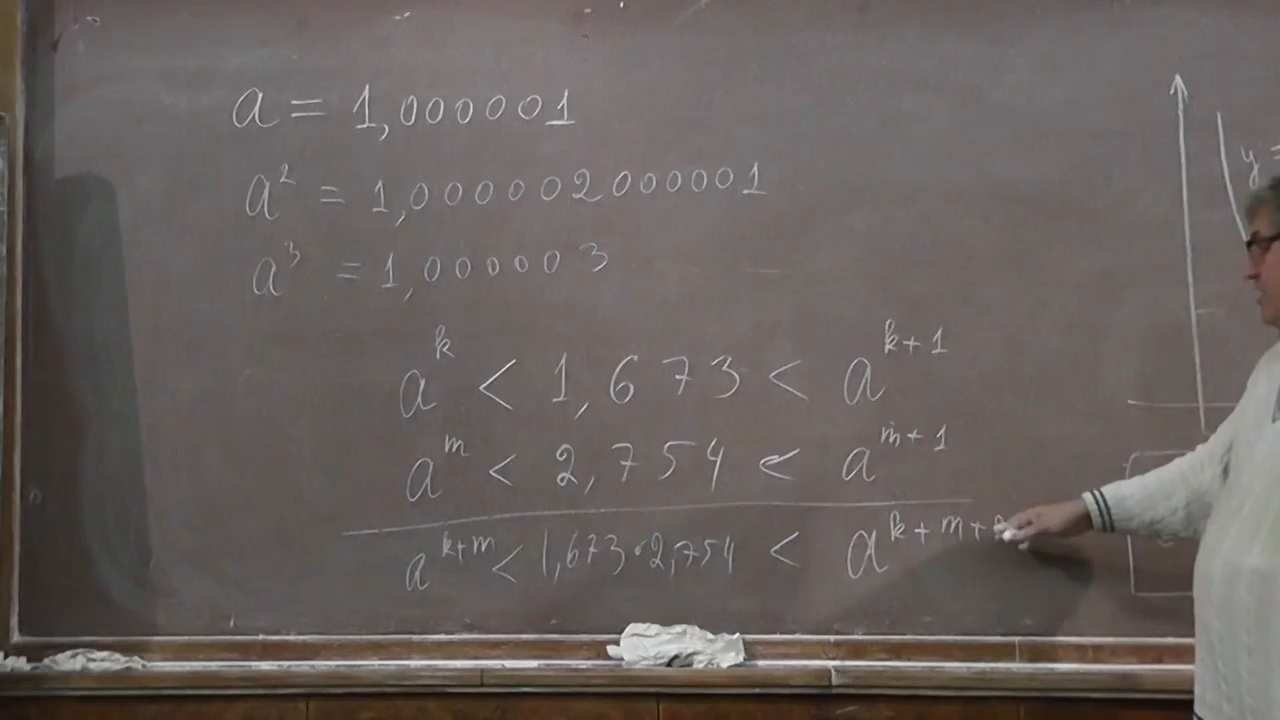 a = 1,000001
a² = 1,000002000001
a³ = 1,000003
a^k < 1,673 < a^{k+1}
a^m < 2,754 < a^{m+1}
a^{k+m} < 1,673·2,754 < a^{k+m+
y =